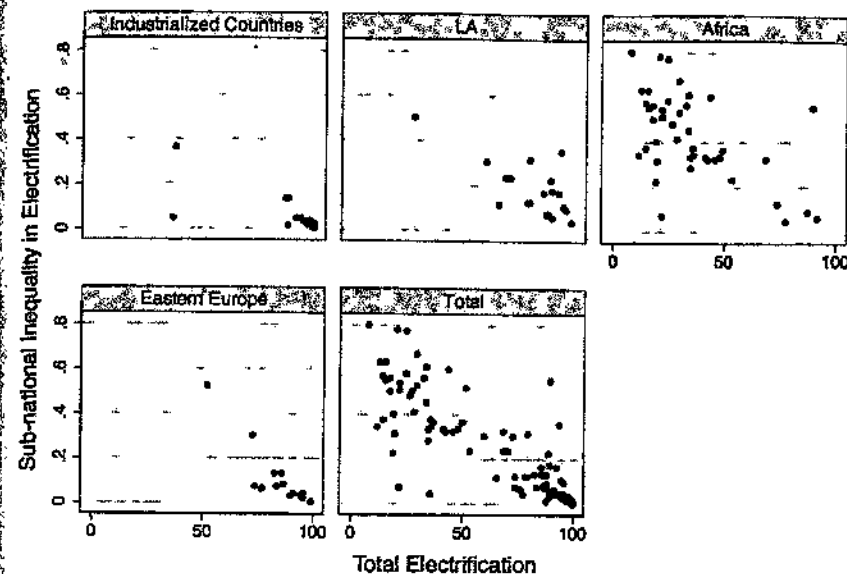 Industrialized Countries
LA
Africa
Sub-national Inequality in Electrification
.8
.6
.4
.2
0
0
50
100
Eastern Europe
Total
.8
.6
.4
.2
0
0
50
100
0
50
100
Total Electrification